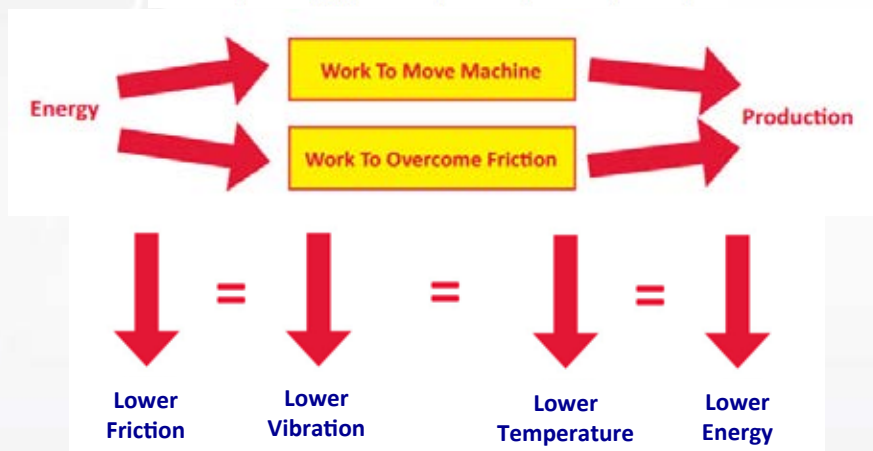 Work To Move Machine
Energy
Production
Work To Overcome Friction
= = =
Lower Friction
Lower Vibration
Lower Temperature
Lower Energy